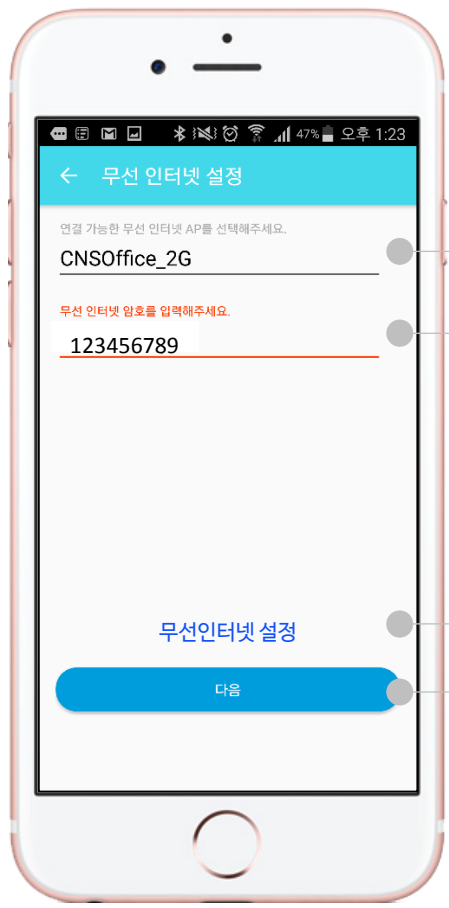 47% 오후 1:23
무선 인터넷 설정
연결 가능한 무선 인터넷 AP를 선택해주세요.
CNSOffice_2G
무선 인터넷 암호를 입력해주세요.
123456789
무선인터넷 설정
다음